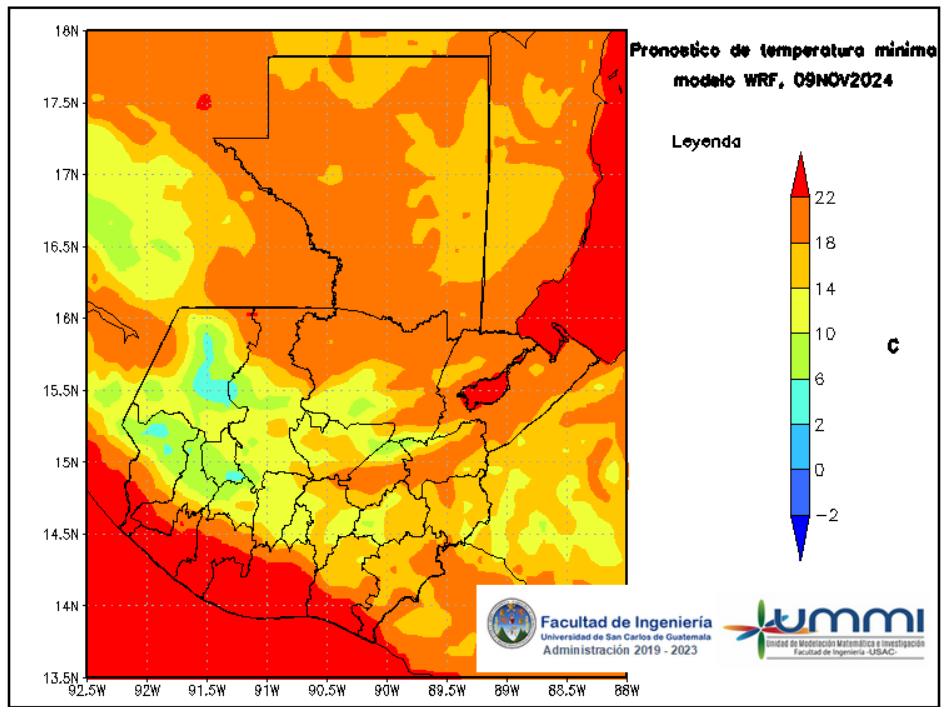 Pronostico de temperatura minima
modelo WRF, 09NOV2024
Leyenda
22
18
14
10
6
2
0
−2
C
18N
17.5N
17N
16.5N
16N
15.5N
15N
14.5N
14N
13.5N
92.5W
92W
91.5W
91W
90.5W
90W
89.5W
89W
88.5W
88W
Facultad de Ingeniería
Universidad de San Carlos de Guatemala
Administración 2019 - 2023
UMMI
Unidad de Modelación Matemática e Investigación
Facultad de Ingeniería -USAC-